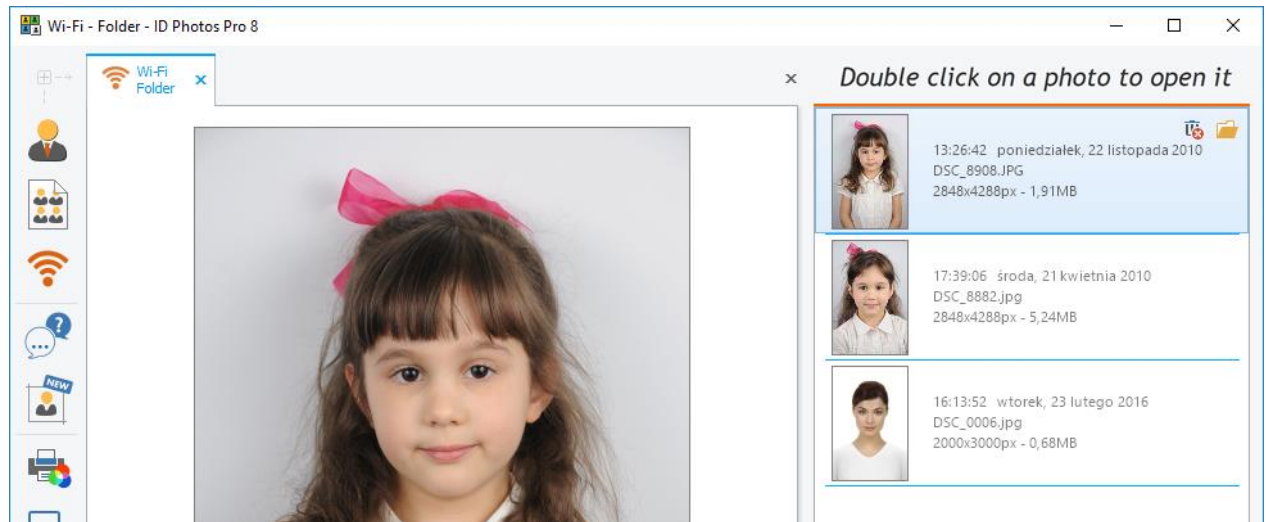 Wi-Fi - Folder - ID Photos Pro 8
Wi-Fi
Folder
Double click on a photo to open it
13:26:42 poniedziałek, 22 listopada 2010
DSC_8908.JPG
2848x4288px - 1,91MB
17:39:06 środa, 21 kwietnia 2010
DSC_8882.jpg
2848x4288px - 5,24MB
NEW
16:13:52 wtorek, 23 lutego 2016
DSC_0006.jpg
2000x3000px - 0,68MB